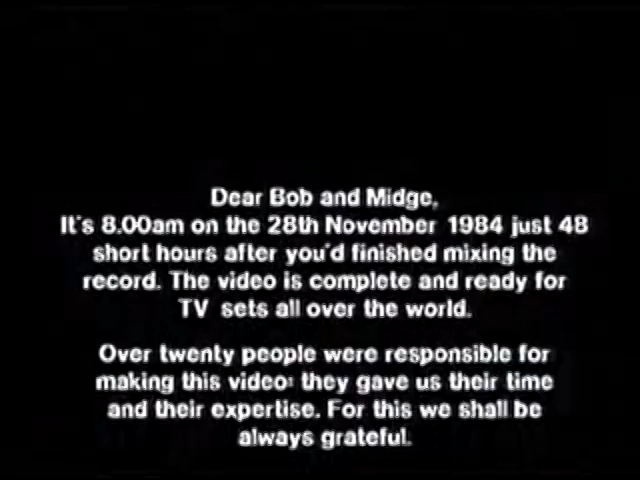 Dear Bob and Midge,
It's 8.00am on the 28th November 1984 just 48
short hours after you'd finished mixing the
record. The video is complete and ready for
TV sets all over the world.
Over twenty people were responsible for
making this video: they gave us their time
and their expertise. For this we shall be
always grateful.